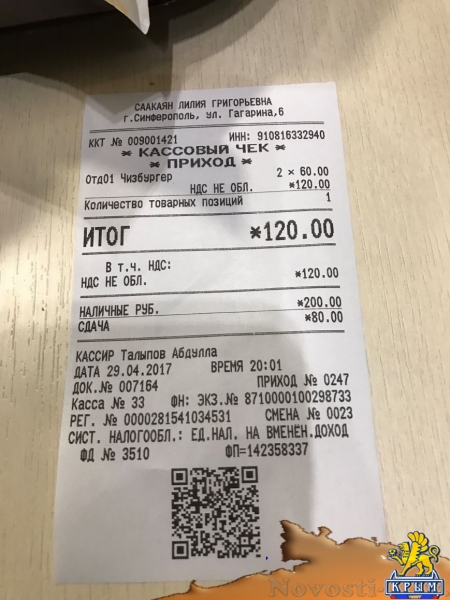 СААКАЯН ЛИЛИЯ ГРИГОРЬЕВНА
г.Симферополь, ул. Гагарина,6
ККТ № 009001421 ИНН: 910816332940
* КАССОВЫЙ ЧЕК *
* ПРИХОД *
Отд01 Чизбургер 2 × 60.00
НДС НЕ ОБЛ. *120.00
Количество товарных позиций 1
ИТОГ *120.00
В т.ч. НДС:
НДС НЕ ОБЛ. *120.00
НАЛИЧНЫЕ РУБ. *200.00
СДАЧА *80.00
КАССИР Талыпов Абдулла
ДАТА 29.04.2017 ВРЕМЯ 20:01
ДОК.№ 007164 ПРИХОД № 0247
Касса № 33 ФН: ЭКЗ.№ 8710000100298733
РЕГ. № 0000281541034531 СМЕНА № 0023
СИСТ. НАЛОГООБЛ.: ЕД.НАЛ. НА ВМЕНЕН.ДОХОД
ФД № 3510 ФП=142358337
Novosti-
КРЫМ